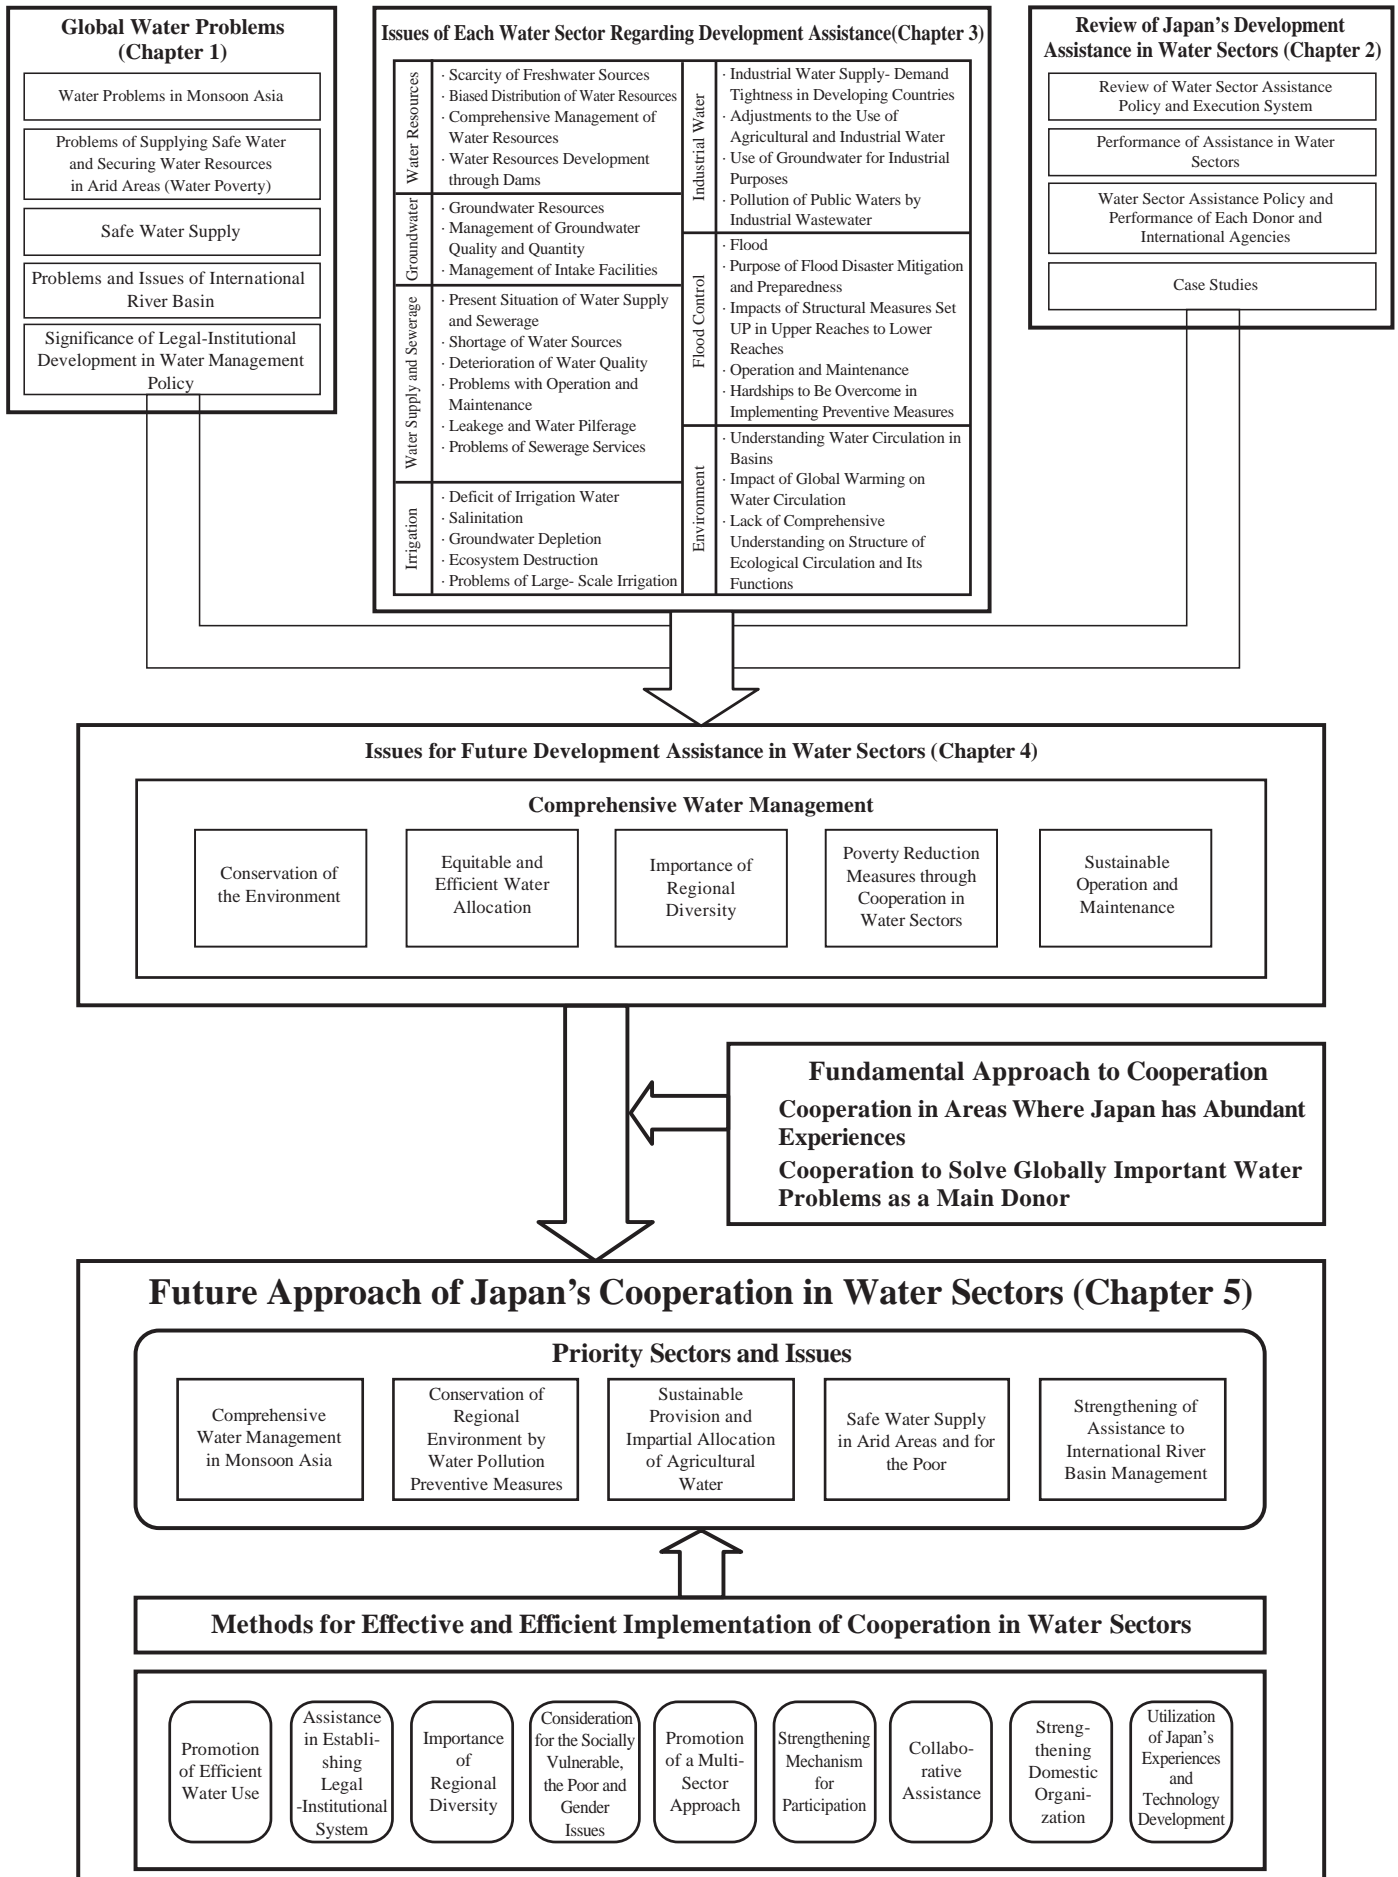 Global Water Problems
(Chapter 1)
Water Problems in Monsoon Asia
Problems of Supplying Safe Water
and Securing Water Resources
in Arid Areas (Water Poverty)
Safe Water Supply
Problems and Issues of International
River Basin
Significance of Legal-Institutional
Development in Water Management
Policy
Issues of Each Water Sector Regarding Development Assistance(Chapter 3)
Water Resources
· Scarcity of Freshwater Sources
· Biased Distribution of Water Resources
· Comprehensive Management of
Water Resources
· Water Resources Development
through Dams
Groundwater
· Groundwater Resources
· Management of Groundwater
Quality and Quantity
· Management of Intake Facilities
Water Supply and Sewerage
· Present Situation of Water Supply
and Sewerage
· Shortage of Water Sources
· Deterioration of Water Quality
· Problems with Operation and
Maintenance
· Leakege and Water Pilferage
· Problems of Sewerage Services
Irrigation
· Deficit of Irrigation Water
· Salinitation
· Groundwater Depletion
· Ecosystem Destruction
· Problems of Large- Scale Irrigation
Industrial Water
· Industrial Water Supply- Demand
Tightness in Developing Countries
· Adjustments to the Use of
Agricultural and Industrial Water
· Use of Groundwater for Industrial
Purposes
· Pollution of Public Waters by
Industrial Wastewater
Flood Control
· Flood
· Purpose of Flood Disaster Mitigation
and Preparedness
· Impacts of Structural Measures Set
UP in Upper Reaches to Lower
Reaches
· Operation and Maintenance
· Hardships to Be Overcome in
Implementing Preventive Measures
Environment
· Understanding Water Circulation in
Basins
· Impact of Global Warming on
Water Circulation
· Lack of Comprehensive
Understanding on Structure of
Ecological Circulation and Its
Functions
Review of Japan's Development
Assistance in Water Sectors (Chapter 2)
Review of Water Sector Assistance
Policy and Execution System
Performance of Assistance in Water
Sectors
Water Sector Assistance Policy and
Performance of Each Donor and
International Agencies
Case Studies
Issues for Future Development Assistance in Water Sectors (Chapter 4)
Comprehensive Water Management
Conservation of
the Environment
Equitable and
Efficient Water
Allocation
Importance of
Regional
Diversity
Poverty Reduction
Measures through
Cooperation in
Water Sectors
Sustainable
Operation and
Maintenance
Fundamental Approach to Cooperation
Cooperation in Areas Where Japan has Abundant
Experiences
Cooperation to Solve Globally Important Water
Problems as a Main Donor
Future Approach of Japan's Cooperation in Water Sectors (Chapter 5)
Priority Sectors and Issues
Comprehensive
Water Management
in Monsoon Asia
Conservation of
Regional
Environment by
Water Pollution
Preventive Measures
Sustainable
Provision and
Impartial Allocation
of Agricultural
Water
Safe Water Supply
in Arid Areas and for
the Poor
Strengthening of
Assistance to
International River
Basin Management
Methods for Effective and Efficient Implementation of Cooperation in Water Sectors
Promotion
of Efficient
Water Use
Assistance
in Establi-
shing
Legal
-Institutional
System
Importance
of
Regional
Diversity
Consideration
for the Socially
Vulnerable,
the Poor and
Gender
Issues
Promotion
of a Multi-
Sector
Approach
Strengthening
Mechanism
for
Participation
Collabo-
rative
Assistance
Streng-
thening
Domestic
Organi-
zation
Utilization
of Japan's
Experiences
and
Technology
Development